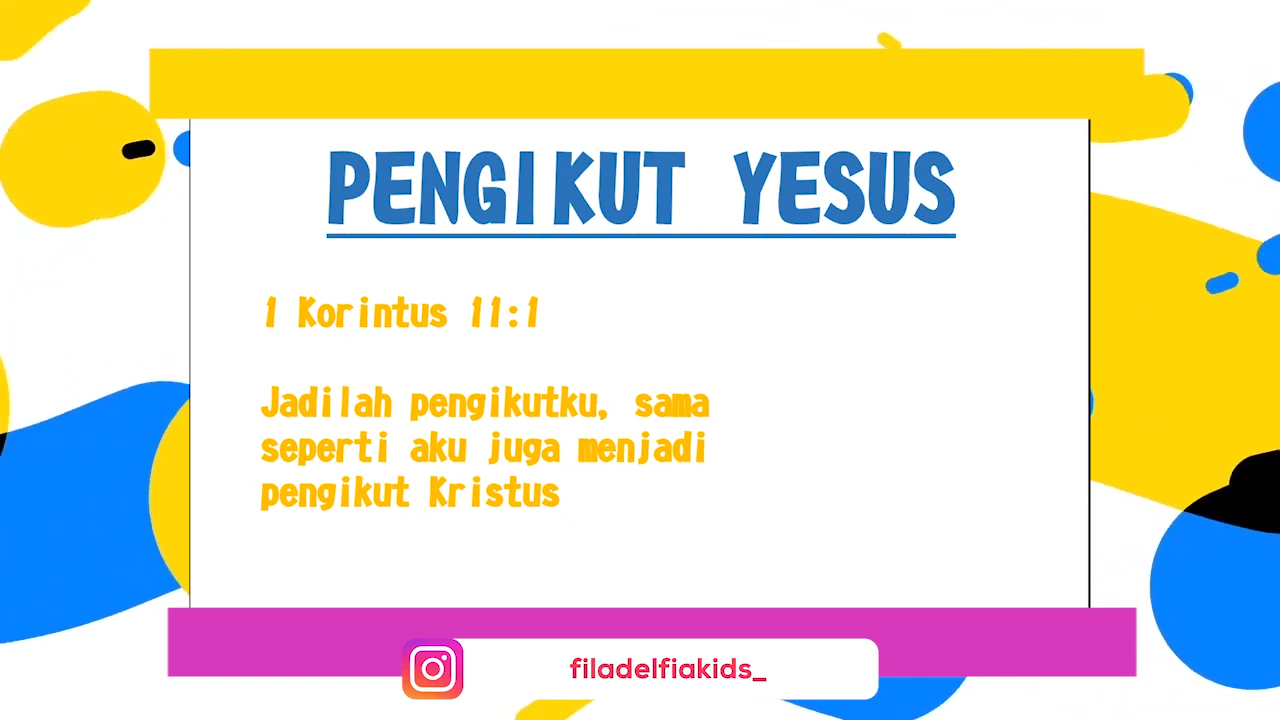 PENGIKUT YESUS
1 Korintus 11:1
Jadilah pengikutku, sama
seperti aku juga menjadi
pengikut Kristus
filadelfiakids_